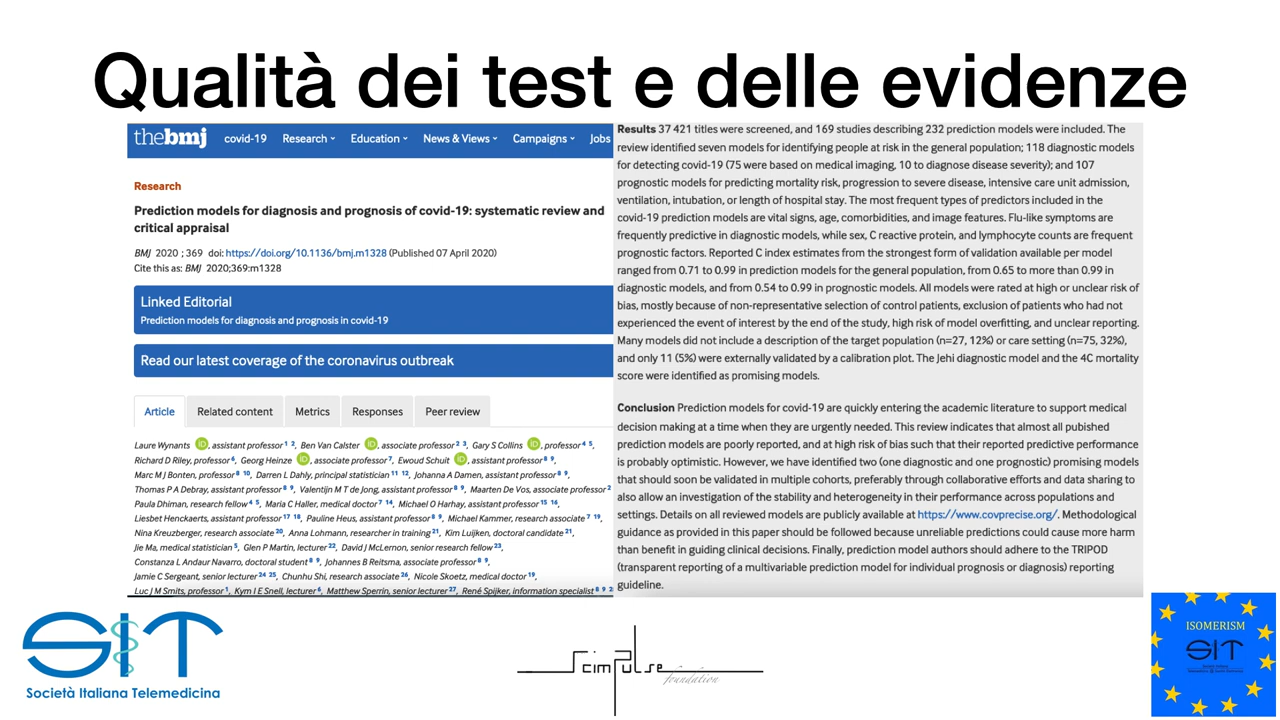 Qualità dei test e delle evidenze
thebmj covid-19 Research Education News & Views Campaigns Jobs
Research
Prediction models for diagnosis and prognosis of covid-19: systematic review and
critical appraisal
BMJ 2020 ; 369 doi: https://doi.org/10.1136/bmj.m1328 (Published 07 April 2020)
Cite this as: BMJ 2020;369:m1328
Linked Editorial
Prediction models for diagnosis and prognosis in covid-19
Read our latest coverage of the coronavirus outbreak
Article Related content Metrics Responses Peer review
Laure Wynants iD, assistant professor 1 2, Ben Van Calster iD, associate professor 2 3, Gary S Collins iD, professor 4 5,
Richard D Riley, professor 6, Georg Heinze iD, associate professor 7, Ewoud Schuit iD, assistant professor 8 9,
Marc M J Bonten, professor 8 10, Darren L Dahly, principal statistician 11 12, Johanna A Damen, assistant professor 8 9,
Thomas P A Debray, assistant professor 8 9, Valentijn M T de Jong, assistant professor 8 9, Maarten De Vos, associate professor 2
Paula Dhiman, research fellow 4 5, Maria C Haller, medical doctor 7 14, Michael O Harhay, assistant professor 15 16,
Liesbet Henckaerts, assistant professor 17 18, Pauline Heus, assistant professor 8 9, Michael Kammer, research associate 7 19,
Nina Kreuzberger, research associate 20, Anna Lohmann, researcher in training 21, Kim Luijken, doctoral candidate 21,
Jie Ma, medical statistician 5, Glen P Martin, lecturer 22, David J McLernon, senior research fellow 23,
Constanza L Andaur Navarro, doctoral student 8 9, Johannes B Reitsma, associate professor 8 9,
Jamie C Sergeant, senior lecturer 24 25, Chunhu Shi, research associate 26, Nicole Skoetz, medical doctor 19,
Luc J M Smits, professor 1, Kym I E Snell, lecturer 6, Matthew Sperrin, senior lecturer 27, René Spijker, information specialist 8 9 2
Results 37 421 titles were screened, and 169 studies describing 232 prediction models were included. The
review identified seven models for identifying people at risk in the general population; 118 diagnostic models
for detecting covid-19 (75 were based on medical imaging, 10 to diagnose disease severity); and 107
prognostic models for predicting mortality risk, progression to severe disease, intensive care unit admission,
ventilation, intubation, or length of hospital stay. The most frequent types of predictors included in the
covid-19 prediction models are vital signs, age, comorbidities, and image features. Flu-like symptoms are
frequently predictive in diagnostic models, while sex, C reactive protein, and lymphocyte counts are frequent
prognostic factors. Reported C index estimates from the strongest form of validation available per model
ranged from 0.71 to 0.99 in prediction models for the general population, from 0.65 to more than 0.99 in
diagnostic models, and from 0.54 to 0.99 in prognostic models. All models were rated at high or unclear risk of
bias, mostly because of non-representative selection of control patients, exclusion of patients who had not
experienced the event of interest by the end of the study, high risk of model overfitting, and unclear reporting.
Many models did not include a description of the target population (n=27, 12%) or care setting (n=75, 32%),
and only 11 (5%) were externally validated by a calibration plot. The Jehi diagnostic model and the 4C mortality
score were identified as promising models.
Conclusion Prediction models for covid-19 are quickly entering the academic literature to support medical
decision making at a time when they are urgently needed. This review indicates that almost all pubished
prediction models are poorly reported, and at high risk of bias such that their reported predictive performance
is probably optimistic. However, we have identified two (one diagnostic and one prognostic) promising models
that should soon be validated in multiple cohorts, preferably through collaborative efforts and data sharing to
also allow an investigation of the stability and heterogeneity in their performance across populations and
settings. Details on all reviewed models are publicly available at https://www.covprecise.org/. Methodological
guidance as provided in this paper should be followed because unreliable predictions could cause more harm
than benefit in guiding clinical decisions. Finally, prediction model authors should adhere to the TRIPOD
(transparent reporting of a multivariable prediction model for individual prognosis or diagnosis) reporting
guideline.
SIT
Società Italiana Telemedicina
scimpulse
foundation
ISOMERISM
SIT